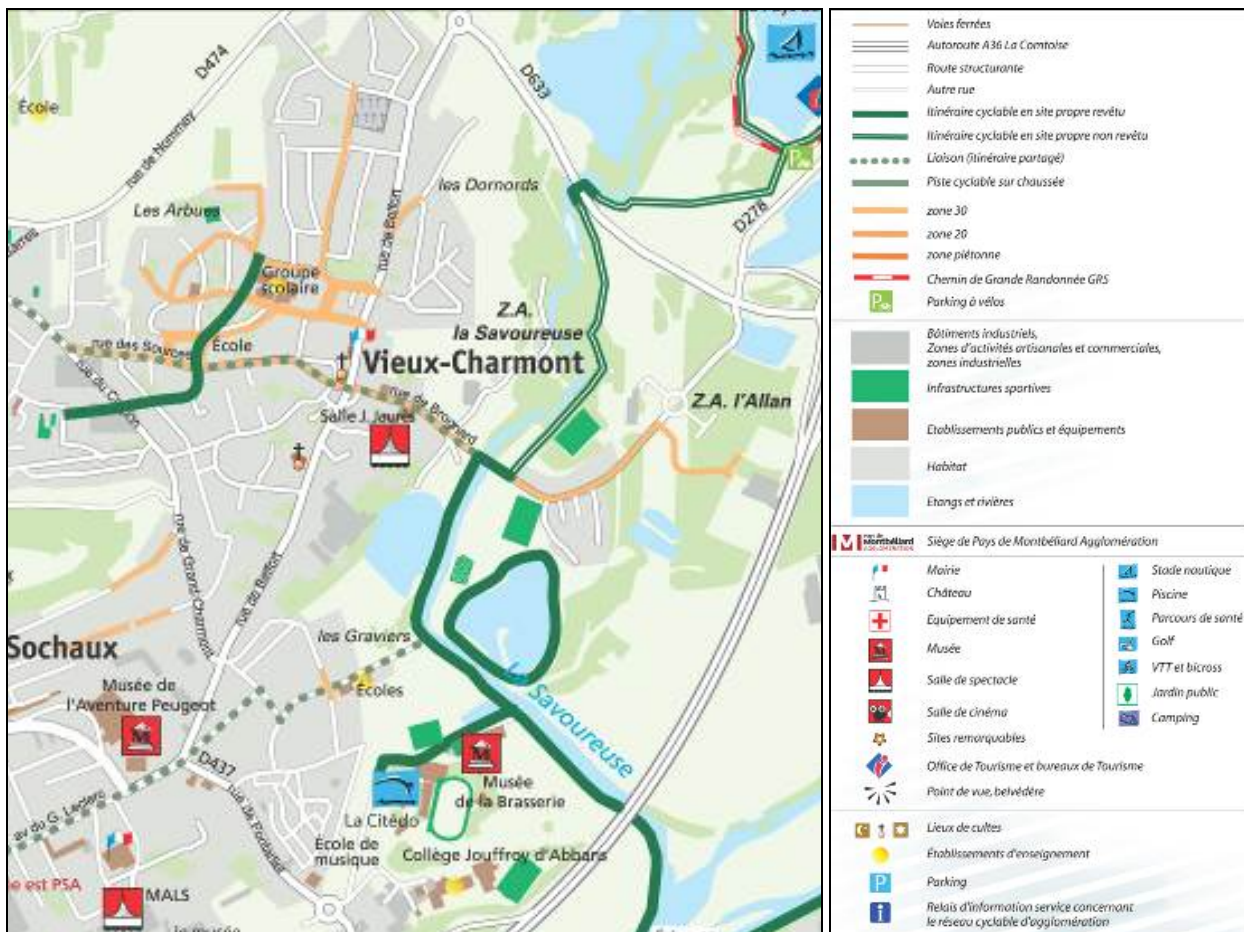 D474
D633
École
rue de Nommay
les Dornords
Les Arbues
rue de Belfort
D278
Groupe
scolaire
Z.A.
la Savoureuse
rue des Sources
École
Vieux-Charmont
rue de Brognard
Z.A. l'Allan
Salle J. Jaurès
rue de Grand-Charmont
rue de Belfort
les Graviers
Sochaux
Musée de
l'Aventure Peugeot
Écoles
Savoureuse
D437
Musée
de la Brasserie
La Citédo
av du G. Leclerc
École de
musique
Collège Jouffroy d'Abbans
e est PSA
MALS
le musée
Voies ferrées
Autoroute A36 La Comtoise
Route structurante
Autre rue
Itinéraire cyclable en site propre revêtu
Itinéraire cyclable en site propre non revêtu
Liaison (itinéraire partagé)
Piste cyclable sur chaussée
zone 30
zone 20
zone piétonne
Chemin de Grande Randonnée GR5
P
Parking à vélos
Bâtiments industriels,
Zones d'activités artisanales et commerciales,
zones industrielles
Infrastructures sportives
Etablissements publics et équipements
Habitat
Etangs et rivières
Siège de Pays de Montbéliard Agglomération
Mairie
Stade nautique
Château
Piscine
Equipement de santé
Parcours de santé
Musée
Golf
Salle de spectacle
VTT et bicross
Jardin public
Salle de cinéma
Camping
Sites remarquables
Office de Tourisme et bureaux de Tourisme
Point de vue, belvédère
Lieux de cultes
Établissements d'enseignement
P
Parking
i
Relais d'information service concernant
le réseau cyclable d'agglomération